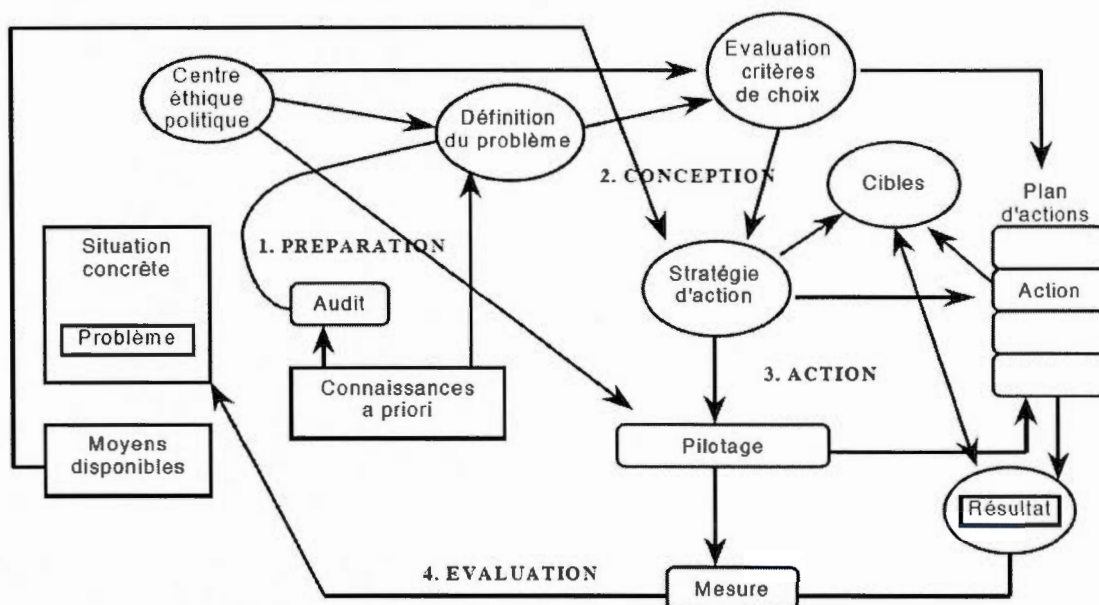 Evaluation
critères
de choix
Centre
éthique
politique
Définition
du problème
2. CONCEPTION
Cibles
Plan
d'actions
Situation
concrète
1. PREPARATION
Stratégie
d'action
Audit
Action
Problème
Connaissances
a priori
3. ACTION
Moyens
disponibles
Pilotage
Résultat
4. EVALUATION
Mesure